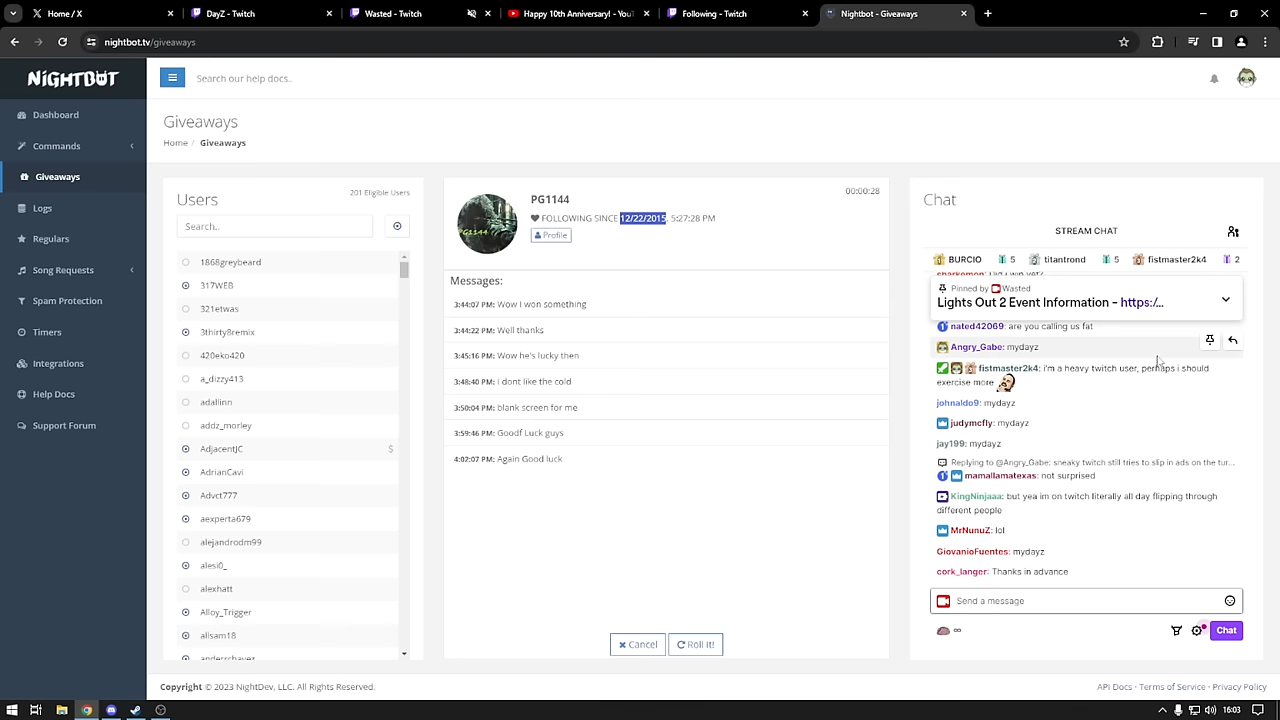 Home / X
DayZ - Twitch
Wasted - Twitch
Happy 10th Anniversary! - YouT
Following - Twitch
Nightbot - Giveaways
nightbot.tv/giveaways
NIGHTBOT
Search our help docs..
Dashboard
Commands
Giveaways
Logs
Regulars
Song Requests
Spam Protection
Timers
Integrations
Help Docs
Support Forum
Giveaways
Home / Giveaways
Users
201 Eligible Users
Search..
1868greybeard
317WEB
321etwas
3thirty8remix
420eko420
a_dizzy413
adallinn
addz_morley
AdjacentJC $
AdrianCavi
Advct777
aexperta679
alejandrodm99
alesi0_
alexhatt
Alloy_Trigger
alisam18
anderrchavez
PG1144
00:00:28
FOLLOWING SINCE 12/22/2015, 5:27:28 PM
Profile
Messages:
3:44:07 PM: Wow I won something
3:44:22 PM: Well thanks
3:45:16 PM: Wow he's lucky then
3:48:40 PM: i dont like the cold
3:50:04 PM: blank screen for me
3:59:46 PM: Goodf Luck guys
4:02:07 PM: Again Good luck
Cancel
Roll It!
Chat
STREAM CHAT
BURCIO 5 titantrond 5 fistmaster2k4 2
sharkemon: Did I win yet?
Pinned by Wasted
Lights Out 2 Event Information - https:/...
nated42069: are you calling us fat
Angry_Gabe: mydayz
fistmaster2k4: i'm a heavy twitch user, perhaps i should
exercise more
johnaldo9: mydayz
judymcfly: mydayz
jay199: mydayz
Replying to @Angry_Gabe: sneaky twitch still tries to slip in ads on the tur...
mamallamatexas: not surprised
KingNinjaaa: but yea im on twitch literally all day flipping through
different people
MrNunuZ: lol
GiovanioFuentes: mydayz
cork_langer: Thanks in advance
Send a message
∞
Chat
Copyright © 2023 NightDev, LLC. All Rights Reserved.
API Docs - Terms of Service - Privacy Policy
16:03